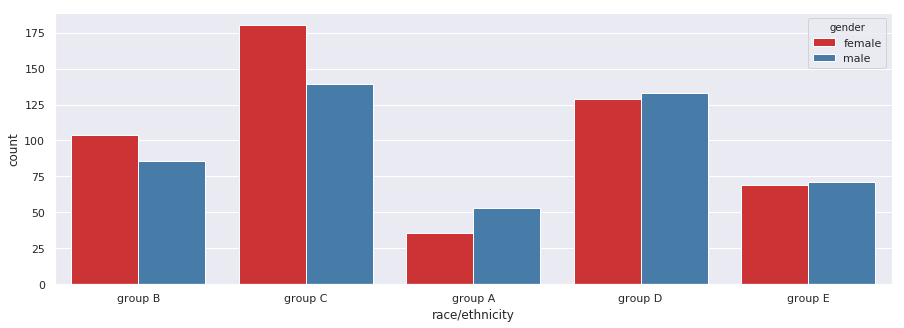 175
150
125
100
75
50
25
0
count
group B
group C
group A
group D
group E
race/ethnicity
gender
female
male